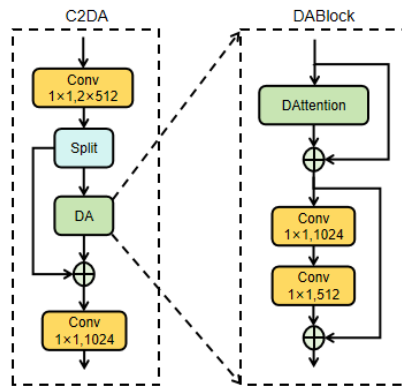 C2DA
Conv
1×1,2×512
Split
DA
Conv
1×1,1024
DABlock
DAttention
Conv
1×1,1024
Conv
1×1,512